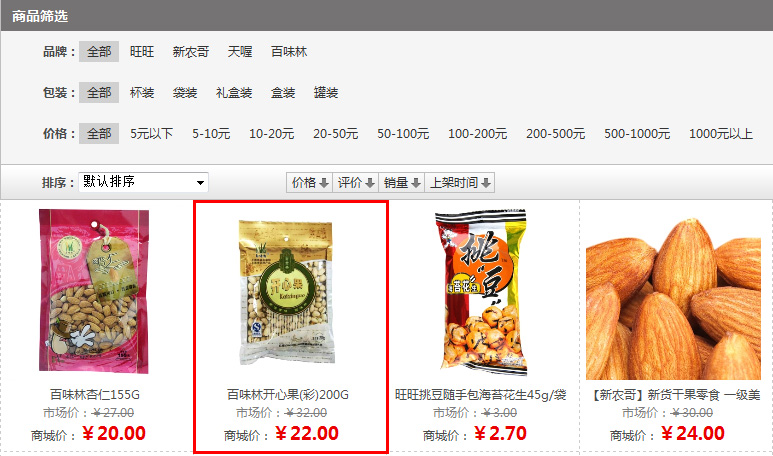 商品筛选
品牌： 全部 旺旺 新农哥 天喔 百味林
包装： 全部 杯装 袋装 礼盒装 盒装 罐装
价格： 全部 5元以下 5-10元 10-20元 20-50元 50-100元 100-200元 200-500元 500-1000元 1000元以上
排序： 默认排序 价格 评价 销量 上架时间
开心果
挑豆
海苔花生
百味林杏仁155G
市场价：￥27.00
商城价：￥20.00
百味林开心果(彩)200G
市场价：￥32.00
商城价：￥22.00
旺旺挑豆随手包海苔花生45g/袋
市场价：￥3.00
商城价：￥2.70
【新农哥】新货干果零食 一级美
市场价：￥30.00
商城价：￥24.00